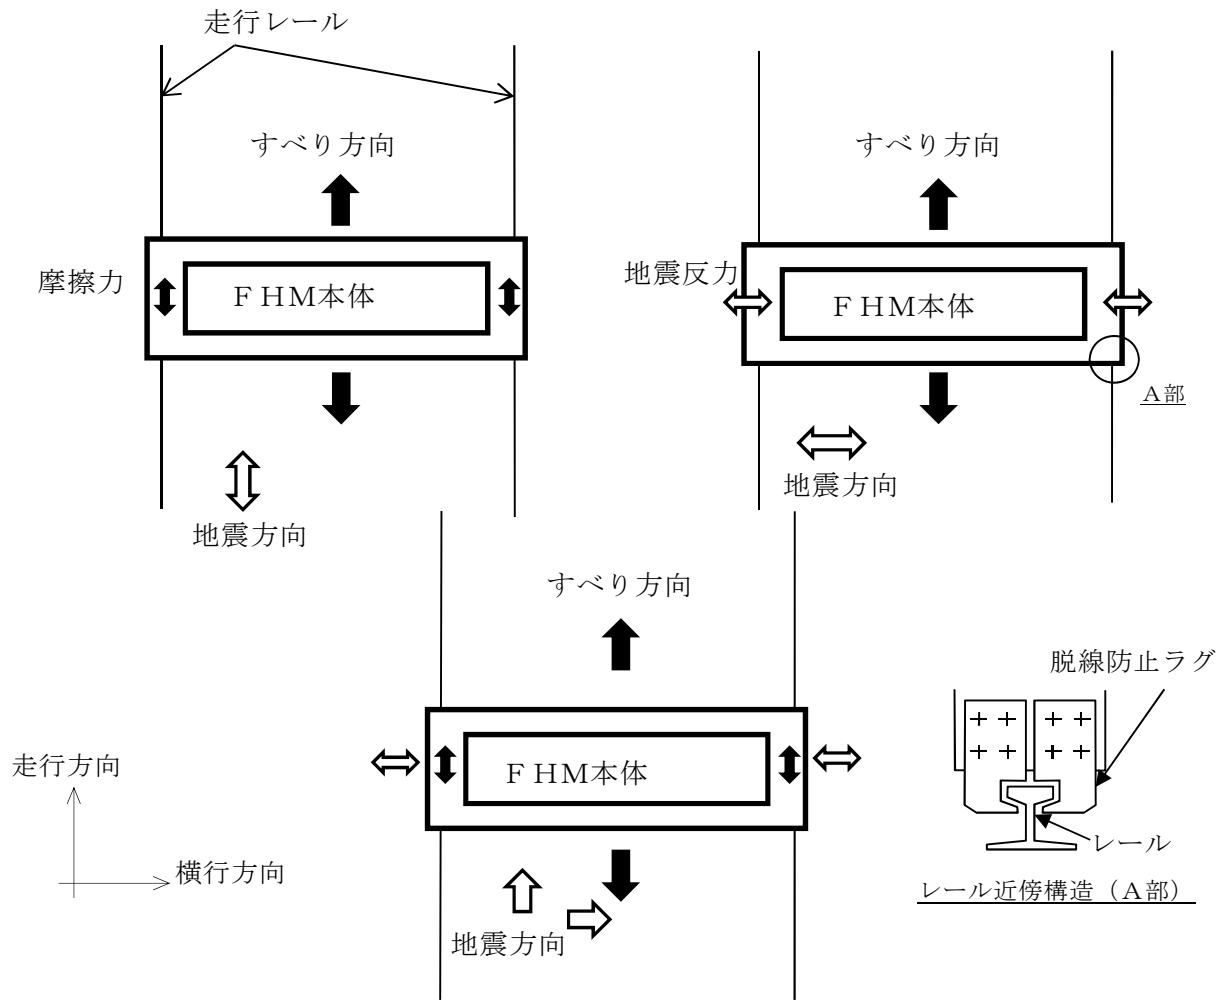 走行レール
すべり方向
摩擦力
ＦＨＭ本体
地震方向
すべり方向
地震反力
ＦＨＭ本体
Ａ部
地震方向
すべり方向
ＦＨＭ本体
地震方向
走行方向
横行方向
脱線防止ラグ
レール
レール近傍構造（Ａ部）